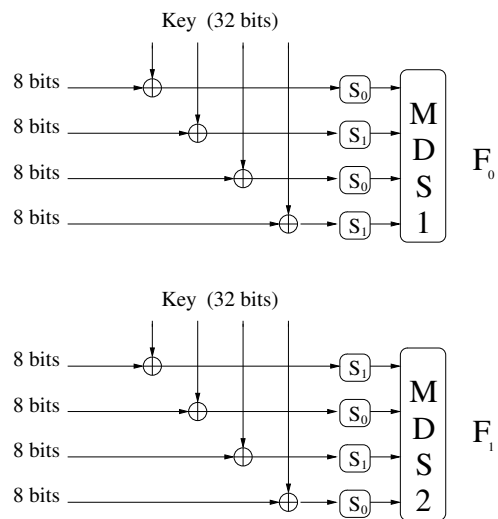 Key (32 bits)
8 bits
S₀
8 bits
S₁
8 bits
S₀
8 bits
S₁
M
D
S
1
F₀
Key (32 bits)
8 bits
S₁
8 bits
S₀
8 bits
S₁
8 bits
S₀
M
D
S
2
F₁